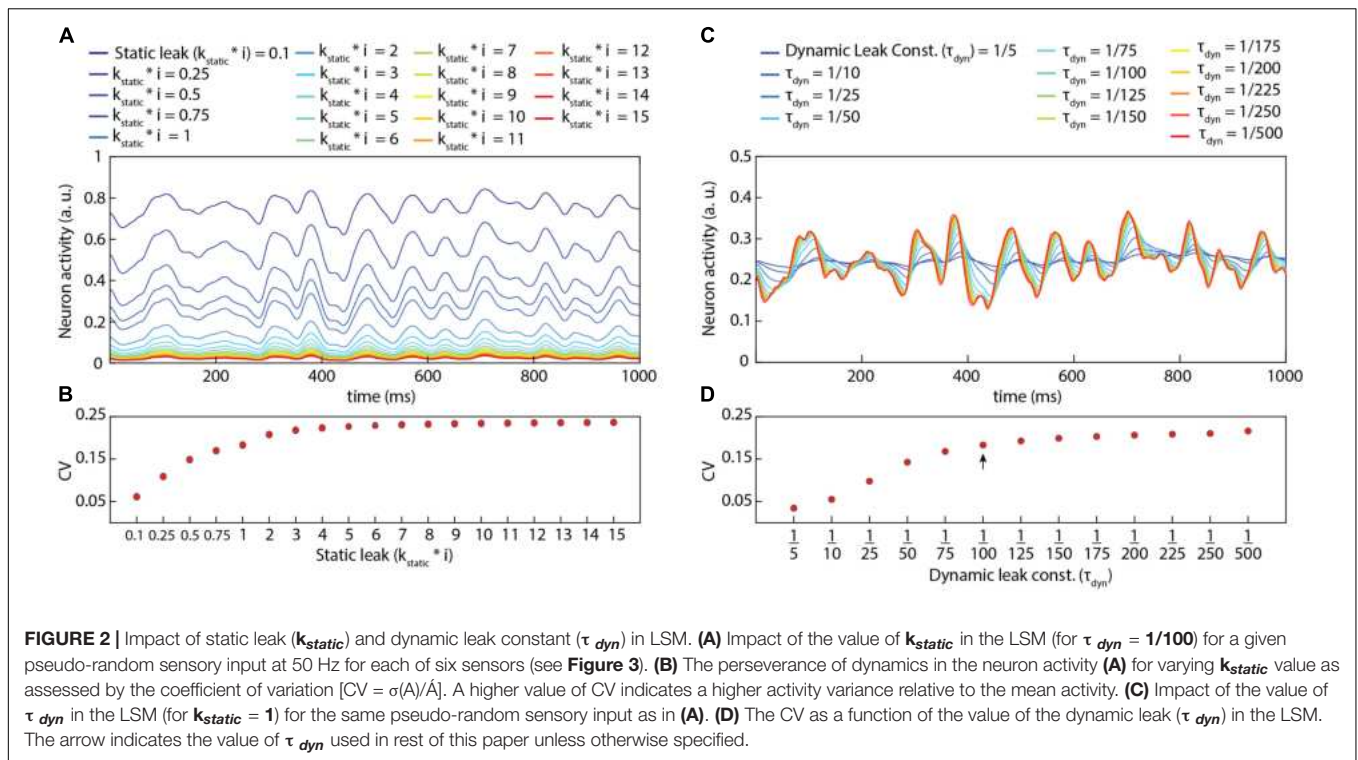 A
Static leak (k_static * i) = 0.1
k_static * i = 0.25
k_static * i = 0.5
k_static * i = 0.75
k_static * i = 1
k_static * i = 2
k_static * i = 3
k_static * i = 4
k_static * i = 5
k_static * i = 6
k_static * i = 7
k_static * i = 8
k_static * i = 9
k_static * i = 10
k_static * i = 11
k_static * i = 12
k_static * i = 13
k_static * i = 14
k_static * i = 15
Neuron activity (a. u.)
1
0.8
0.6
0.4
0.2
0
200 400 600 800 1000
time (ms)
B
CV
0.25
0.15
0.05
0.1 0.25 0.5 0.75 1 2 3 4 5 6 7 8 9 10 11 12 13 14 15
Static leak (k_static * i)
C
Dynamic Leak Const. (τ_dyn) = 1/5
τ_dyn = 1/10
τ_dyn = 1/25
τ_dyn = 1/50
τ_dyn = 1/75
τ_dyn = 1/100
τ_dyn = 1/125
τ_dyn = 1/150
τ_dyn = 1/175
τ_dyn = 1/200
τ_dyn = 1/225
τ_dyn = 1/250
τ_dyn = 1/500
Neuron activity (a. u.)
0.5
0.4
0.3
0.2
0.1
0
200 400 600 800 1000
time (ms)
D
CV
0.25
0.15
0.05
1/5 1/10 1/25 1/50 1/75 1/100 1/125 1/150 1/175 1/200 1/225 1/250 1/500
Dynamic leak const. (τ_dyn)
FIGURE 2 | Impact of static leak (k_static) and dynamic leak constant (τ_dyn) in LSM. (A) Impact of the value of k_static in the LSM (for τ_dyn = 1/100) for a given
pseudo-random sensory input at 50 Hz for each of six sensors (see Figure 3). (B) The perseverance of dynamics in the neuron activity (A) for varying k_static value as
assessed by the coefficient of variation [CV = σ(A)/Á]. A higher value of CV indicates a higher activity variance relative to the mean activity. (C) Impact of the value of
τ_dyn in the LSM (for k_static = 1) for the same pseudo-random sensory input as in (A). (D) The CV as a function of the value of the dynamic leak (τ_dyn) in the LSM.
The arrow indicates the value of τ_dyn used in rest of this paper unless otherwise specified.